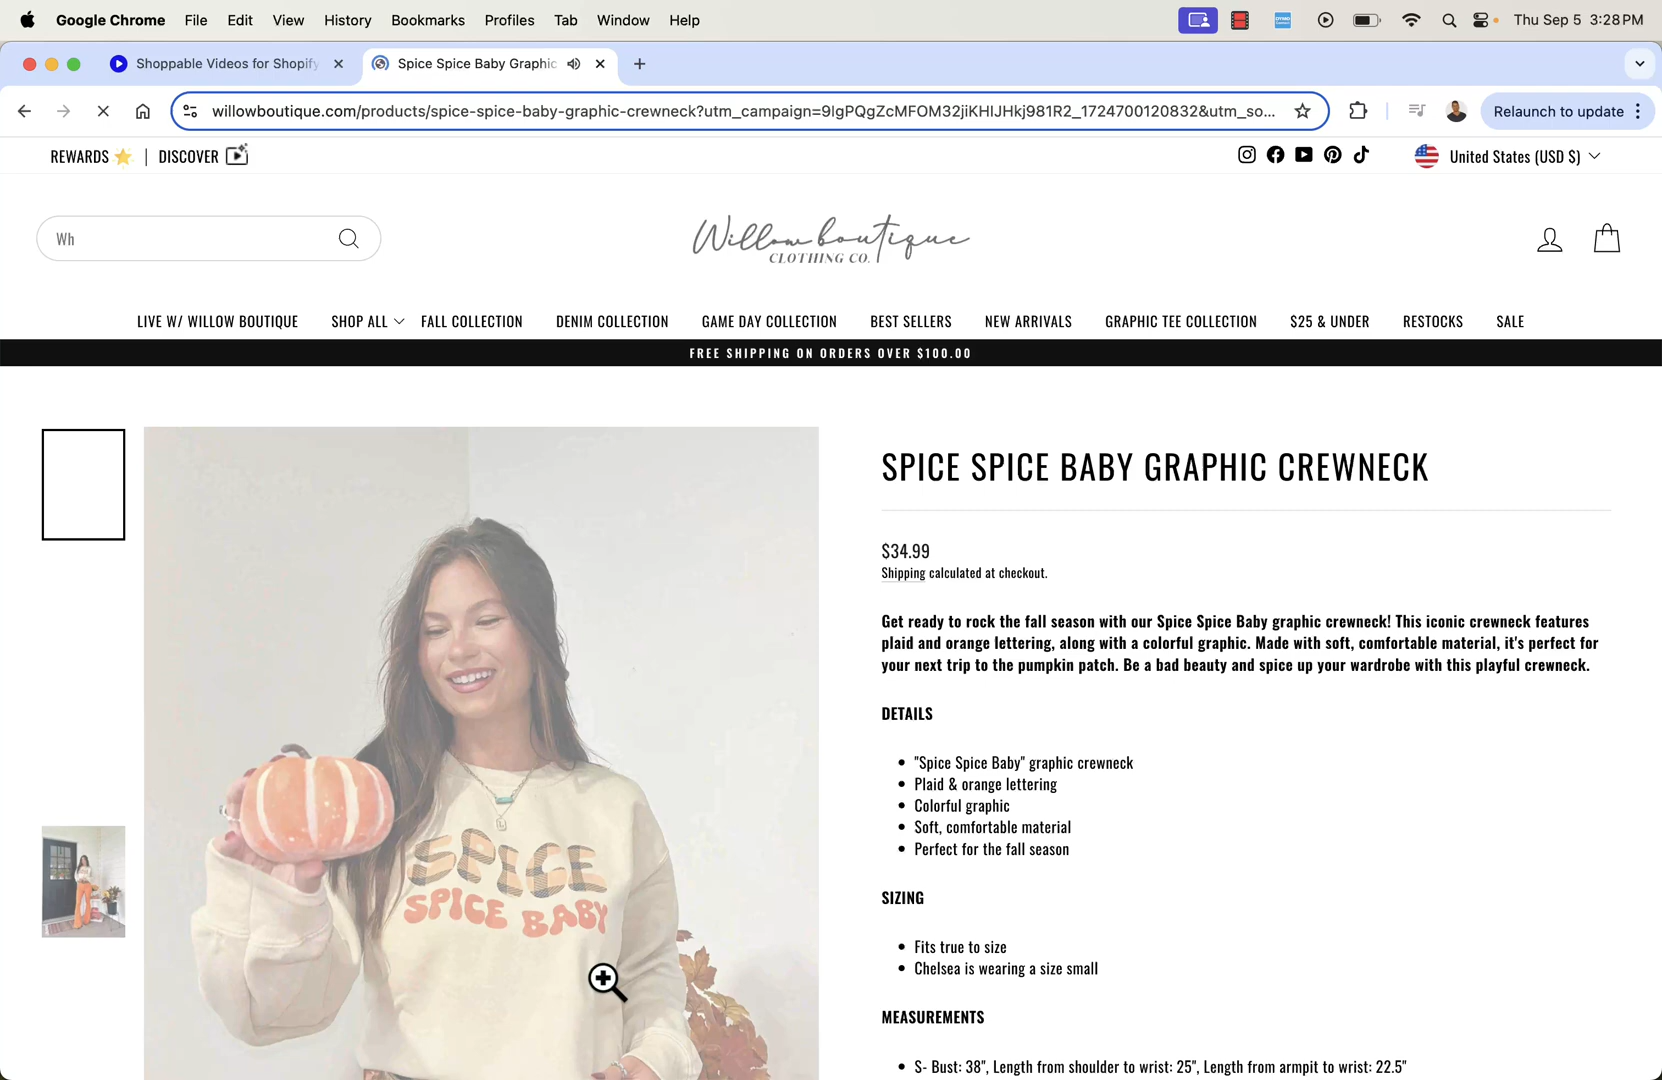 Google Chrome File Edit View History Bookmarks Profiles Tab Window Help Thu Sep 5 3:28 PM
Shoppable Videos for Shopify
Spice Spice Baby Graphic
willowboutique.com/products/spice-spice-baby-graphic-crewneck?utm_campaign=9lgPQgZcMFOM32jiKHlJHkj981R2_1724700120832&utm_so...
Relaunch to update
REWARDS | DISCOVER
United States (USD $)
Wh
Willow boutique
CLOTHING CO.
LIVE W/ WILLOW BOUTIQUE SHOP ALL FALL COLLECTION DENIM COLLECTION GAME DAY COLLECTION BEST SELLERS NEW ARRIVALS GRAPHIC TEE COLLECTION $25 & UNDER RESTOCKS SALE
FREE SHIPPING ON ORDERS OVER $100.00
SPICE SPICE BABY GRAPHIC CREWNECK
$34.99
Shipping calculated at checkout.
Get ready to rock the fall season with our Spice Spice Baby graphic crewneck! This iconic crewneck features
plaid and orange lettering, along with a colorful graphic. Made with soft, comfortable material, it's perfect for
your next trip to the pumpkin patch. Be a bad beauty and spice up your wardrobe with this playful crewneck.
DETAILS
"Spice Spice Baby" graphic crewneck
Plaid & orange lettering
Colorful graphic
Soft, comfortable material
Perfect for the fall season
SIZING
Fits true to size
Chelsea is wearing a size small
MEASUREMENTS
S- Bust: 38", Length from shoulder to wrist: 25", Length from armpit to wrist: 22.5"
SPICE
SPICE BABY